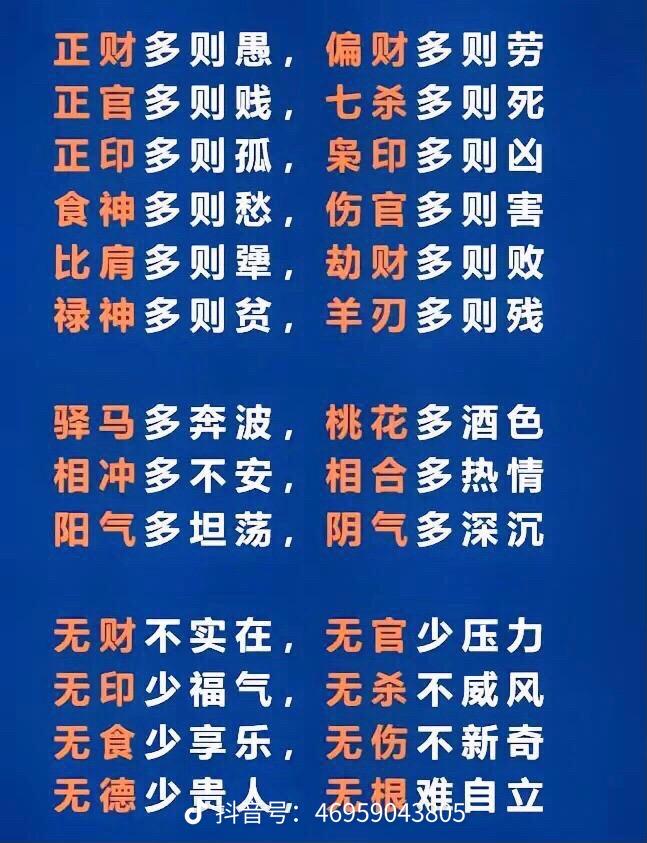 正财多则愚，偏财多则劳
正官多则贱，七杀多则死
正印多则孤，枭印多则凶
食神多则愁，伤官多则害
比肩多则犟，劫财多则败
禄神多则贫，羊刃多则残
驿马多奔波，桃花多酒色
相冲多不安，相合多热情
阳气多坦荡，阴气多深沉
无财不实在，无官少压力
无印少福气，无杀不威风
无食少享乐，无伤不新奇
无德少贵人，无根难自立
抖音号：46959043805